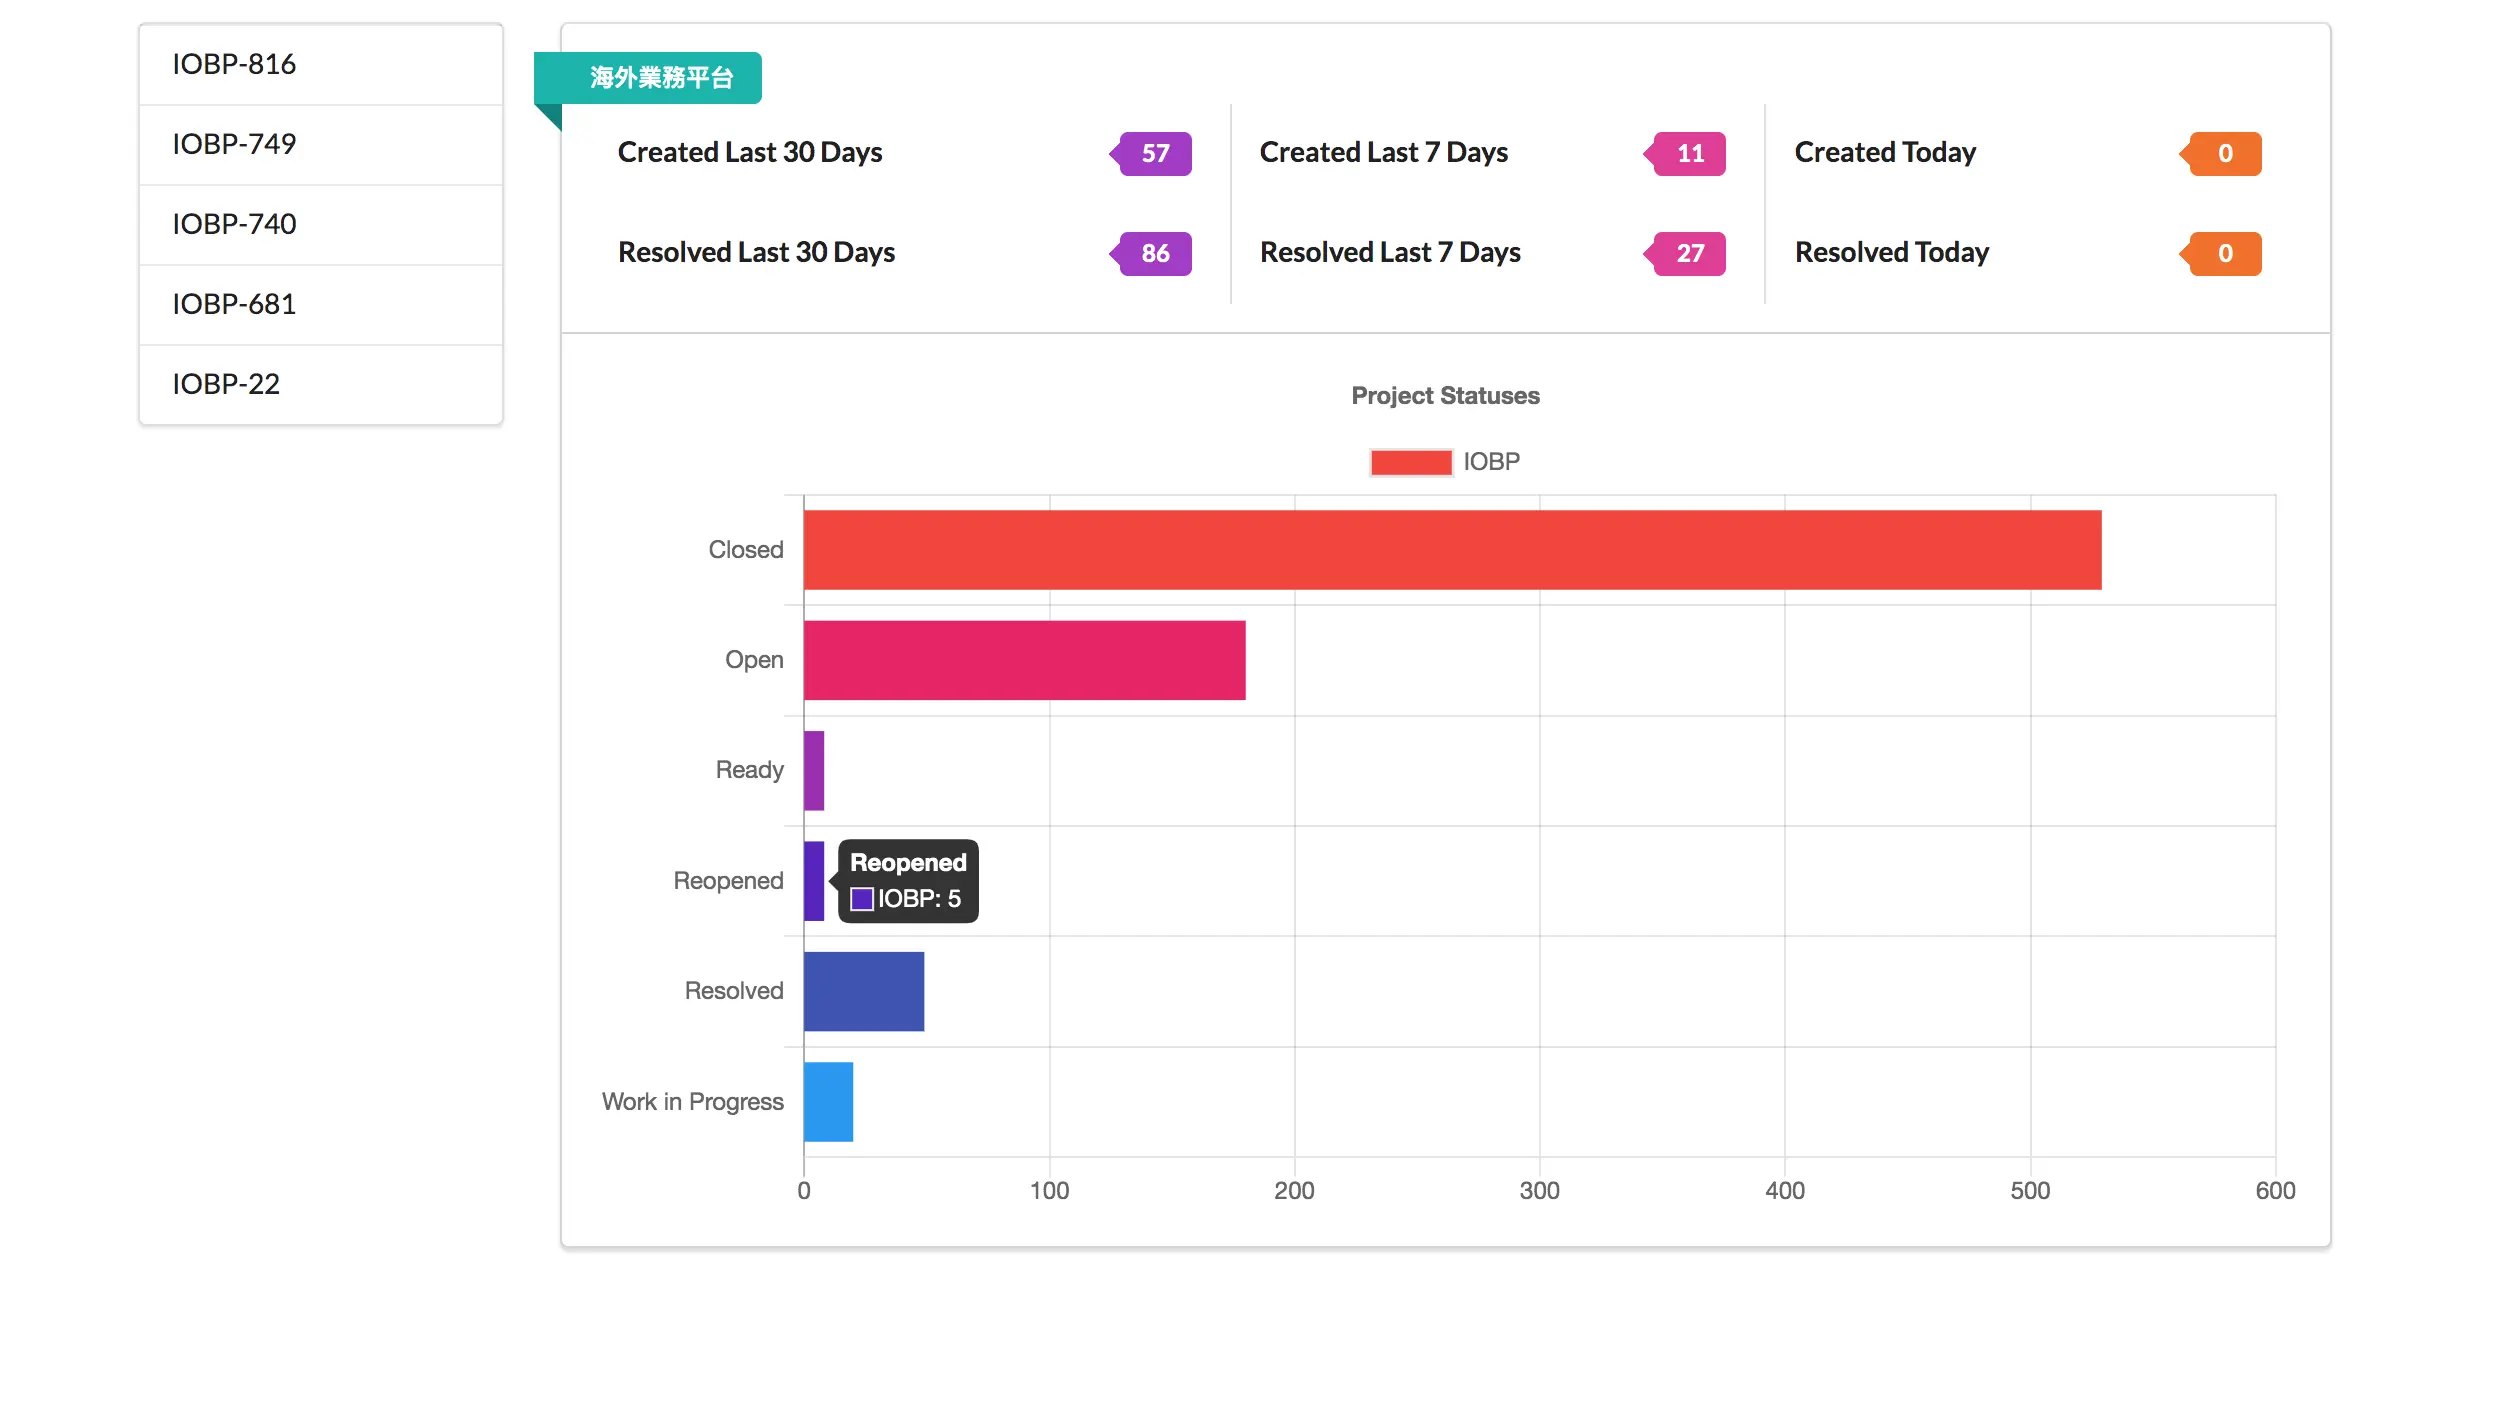 IOBP-816
IOBP-749
IOBP-740
IOBP-681
IOBP-22
海外業務平台
Created Last 30 Days 57
Created Last 7 Days 11
Created Today 0
Resolved Last 30 Days 86
Resolved Last 7 Days 27
Resolved Today 0
Project Statuses
IOBP
Closed
Open
Ready
Reopened
Reopened
IOBP: 5
Resolved
Work in Progress
0 100 200 300 400 500 600